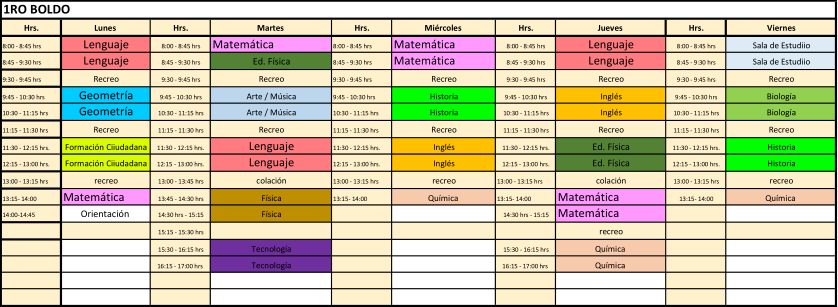 1RO BOLDO
Hrs. Lunes Hrs. Martes Hrs. Miércoles Hrs. Jueves Hrs. Viernes
8:00 - 8:45 hrs Lenguaje 8:00 - 8:45 hrs Matemática 8:00 - 8:45 hrs Matemática 8:00 - 8:45 hrs Lenguaje 8:00 - 8:45 hrs Sala de Estudiio
8:45 - 9:30 hrs Lenguaje 8:45 - 9:30hrs Ed. Física 8:45 - 9:30hrs Matemática 8:45 - 9:30hrs Lenguaje 8:45 - 9:30hrs Sala de Estudiio
9:30 - 9:45 hrs Recreo 9:30 - 9:45 hrs Recreo 9:30 - 9:45 hrs Recreo 9:30 - 9:45 hrs Recreo 9:30 - 9:45 hrs Recreo
9:45 - 10:30 hrs Geometría 9:45 - 10:30 hrs Arte / Música 9:45 - 10:30 hrs Historia 9:45 - 10:30 hrs Inglés 9:45 - 10:30 hrs Biología
10:30 - 11:15 hrs Geometría 10:30 - 11:15 hrs Arte / Música 10:30 - 11:15 hrs Historia 10:30 - 11:15 hrs Inglés 10:30 - 11:15 hrs Biología
11:15 - 11:30 hrs Recreo 11:15 - 11:30 hrs Recreo 11:15 - 11:30 hrs Recreo 11:15 - 11:30 hrs Recreo 11:15 - 11:30 hrs Recreo
11:30 - 12:15 hrs Formación Ciiudadana 11:30 - 12:15 hrs. Lenguaje 11:30 - 12:15 hrs. Inglés 11:30 - 12:15 hrs. Ed. Física 11:30 - 12:15 hrs. Historia
12:15 - 13:00 hrs Formación Ciiudadana 12:15 - 13:00 hrs. Lenguaje 12:15 - 13:00 hrs. Inglés 12:15 - 13:00 hrs. Ed. Física 12:15 - 13:00 hrs. Historia
13:00 - 13:15 hrs recreo 13:00 - 13:45 hrs colación 13:00 - 13:15 hrs recreo 13:00 - 13:15 hrs colación 13:00 - 13:15 hrs recreo
13:15- 14:00 Matemática 13:45 - 14:30 hrs Física 13:15- 14:00 Química 13:15- 14:00 Matemática 13:15- 14:00 Química
14:00-14:45 Orientación 14:30 hrs - 15:15 Física 14:30 hrs - 15:15 Matemática
15:15 - 15:30 hrs recreo
15:30 - 16:15 hrs Tecnología 15:30 - 16:15 hrs Química
16:15 - 17:00 hrs Tecnología 16:15 - 17:00 hrs Química